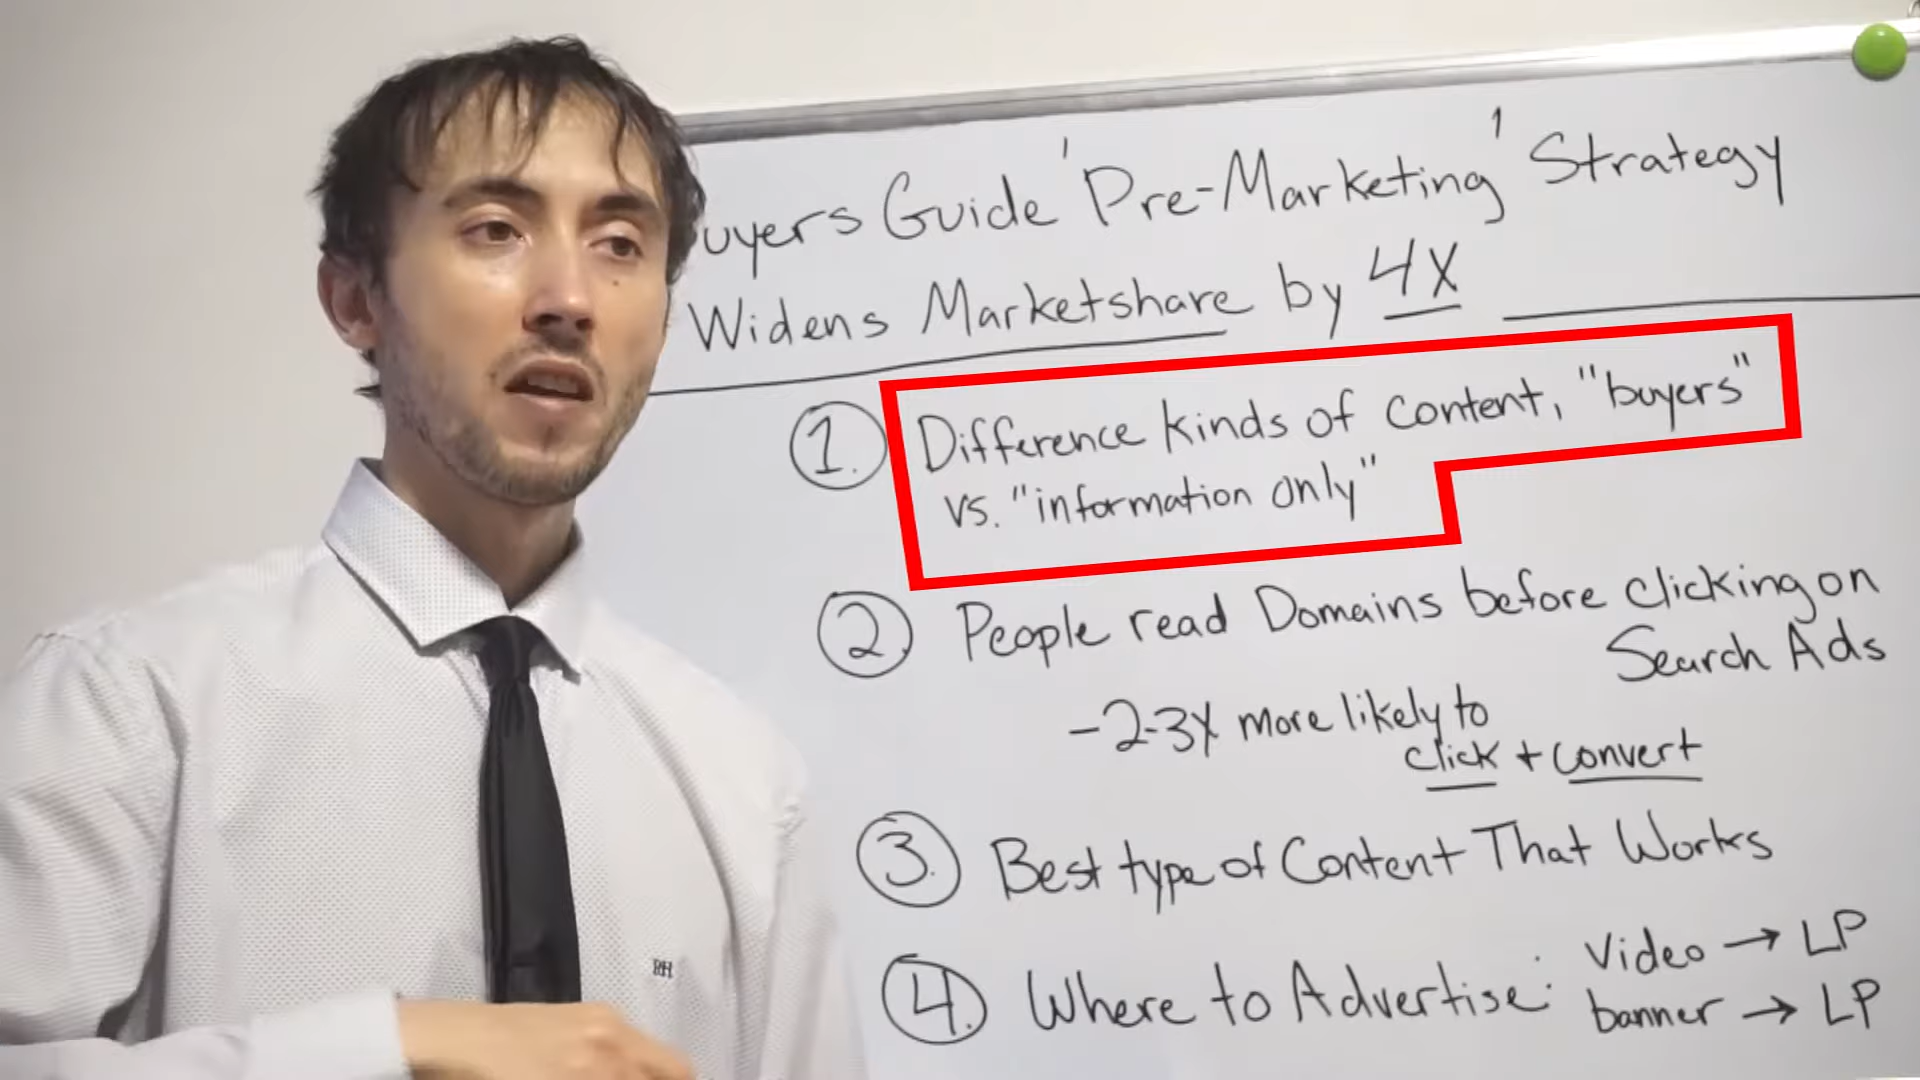 uyers Guide 'Pre-Marketing' Strategy
Widens Marketshare by 4X
1. Difference kinds of content, "buyers"
vs. "information only"
2. People read Domains before clicking on
Search Ads
-2-3X more likely to
click + convert
3. Best type of Content That Works
4. Where to Advertise: Video → LP
banner → LP
RH